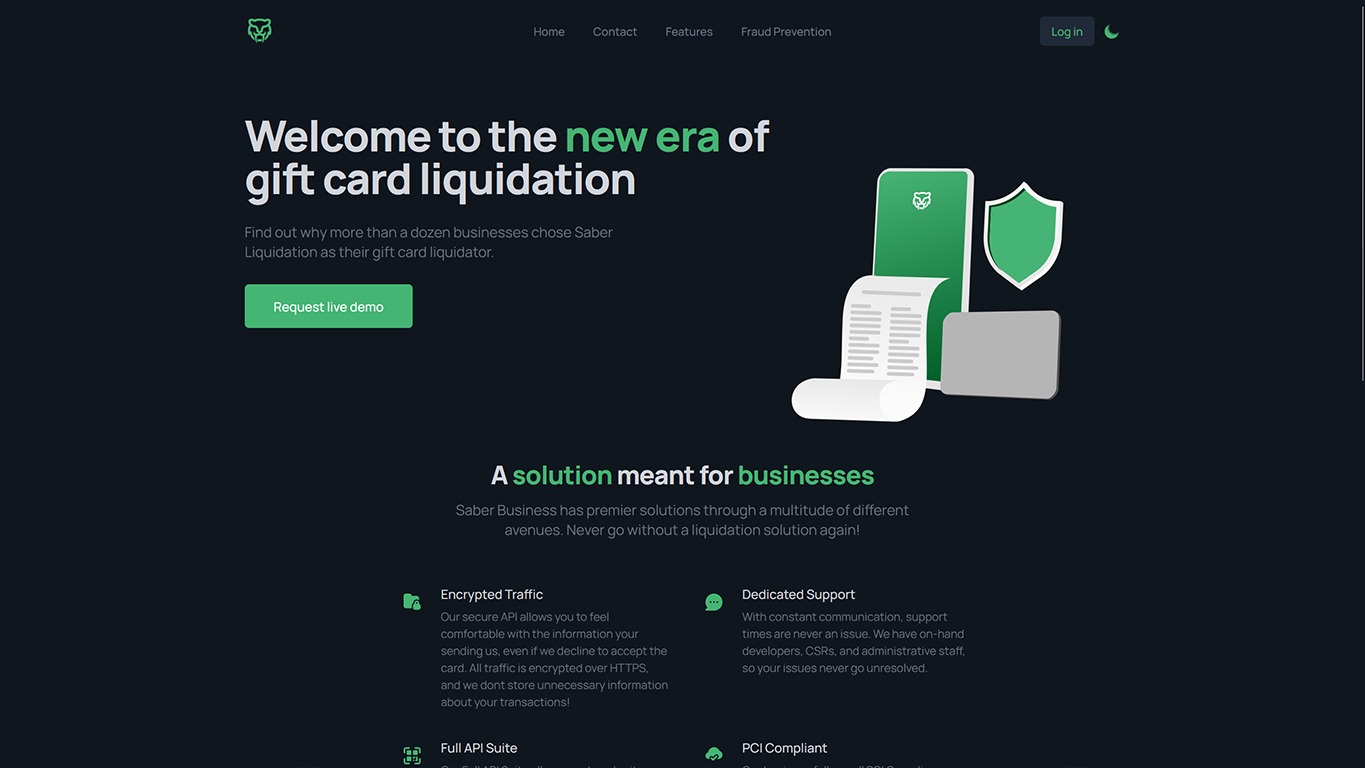 Home Contact Features Fraud Prevention Log in
Welcome to the new era of
gift card liquidation
Find out why more than a dozen businesses chose Saber
Liquidation as their gift card liquidator.
Request live demo
A solution meant for businesses
Saber Business has premier solutions through a multitude of different
avenues. Never go without a liquidation solution again!
Encrypted Traffic
Our secure API allows you to feel
comfortable with the information your
sending us, even if we decline to accept the
card. All traffic is encrypted over HTTPS,
and we dont store unnecessary information
about your transactions!
Dedicated Support
With constant communication, support
times are never an issue. We have on-hand
developers, CSRs, and administrative staff,
so your issues never go unresolved.
Full API Suite
PCI Compliant